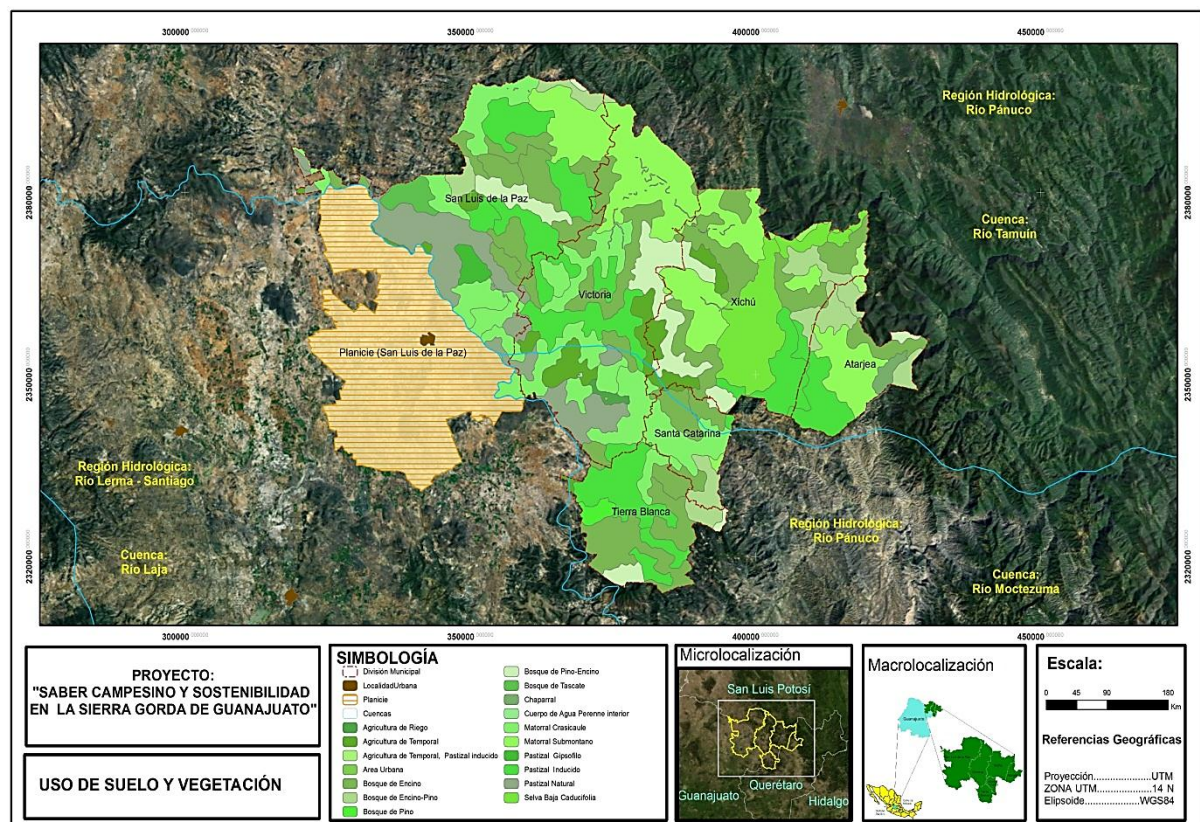 300000
350000
400000
450000
2380000
2350000
2320000
2380000
2350000
2320000
Región Hidrológica:
Río Pánuco
Cuenca:
Río Tamuín
San Luis de la Paz
Victoria
Xichú
Planicie (San Luis de la Paz)
Atarjea
Santa Catarina
Región Hidrológica:
Río Lerma - Santiago
Tierra Blanca
Región Hidrológica:
Río Pánuco
Cuenca:
Río Laja
Cuenca:
Río Moctezuma
300000
350000
400000
450000
PROYECTO:
"SABER CAMPESINO Y SOSTENIBILIDAD
EN LA SIERRA GORDA DE GUANAJUATO"
USO DE SUELO Y VEGETACIÓN
SIMBOLOGÍA
División Municipal
LocalidadUrbana
Planicie
Cuencas
Agricultura de Riego
Agricultura de Temporal
Agricultura de Temporal, Pastizal inducido
Area Urbana
Bosque de Encino
Bosque de Encino-Pino
Bosque de Pino
Bosque de Pino-Encino
Bosque de Tascate
Chaparral
Cuerpo de Agua Perenne interior
Matorral Crasicaule
Matorral Submontano
Pastizal Gipsofilo
Pastizal Inducido
Pastizal Natural
Selva Baja Caducifolia
Microlocalización
San Luis Potosí
Guanajuato
Querétaro
Hidalgo
Macrolocalización
Guanajuato
Escala:
0 45 90 180
Km
Referencias Geográficas
Proyección................UTM
ZONA UTM................14 N
Elipsoide................WGS84